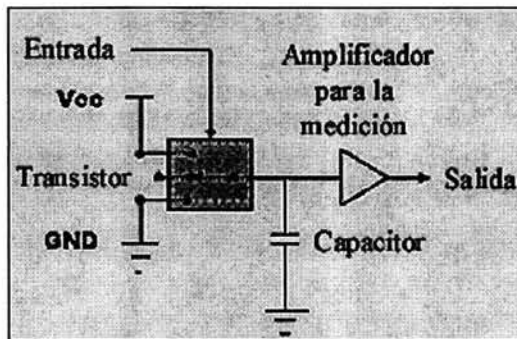 Entrada
Vcc
Transistor
GND
Amplificador
para la
medición
Salida
Capacitor